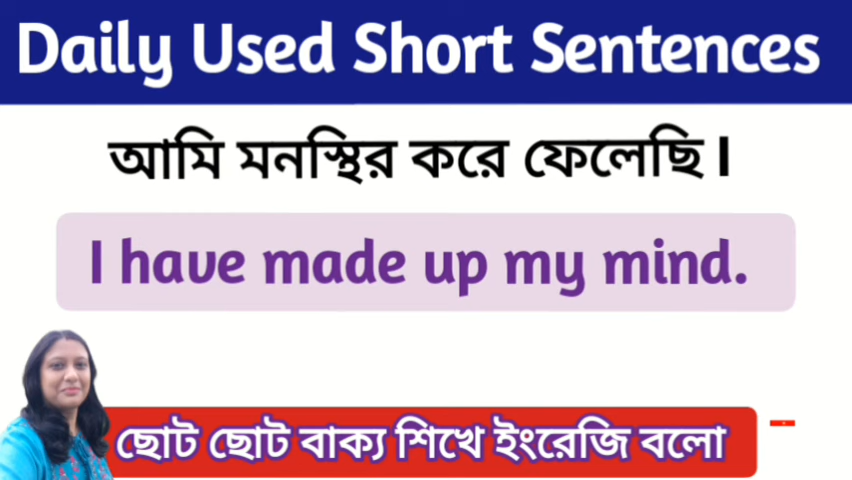 Daily Used Short Sentences
আমি মনস্থির করে ফেলেছি।
I have made up my mind.
ছোট ছোট বাক্য শিখে ইংরেজি বলো